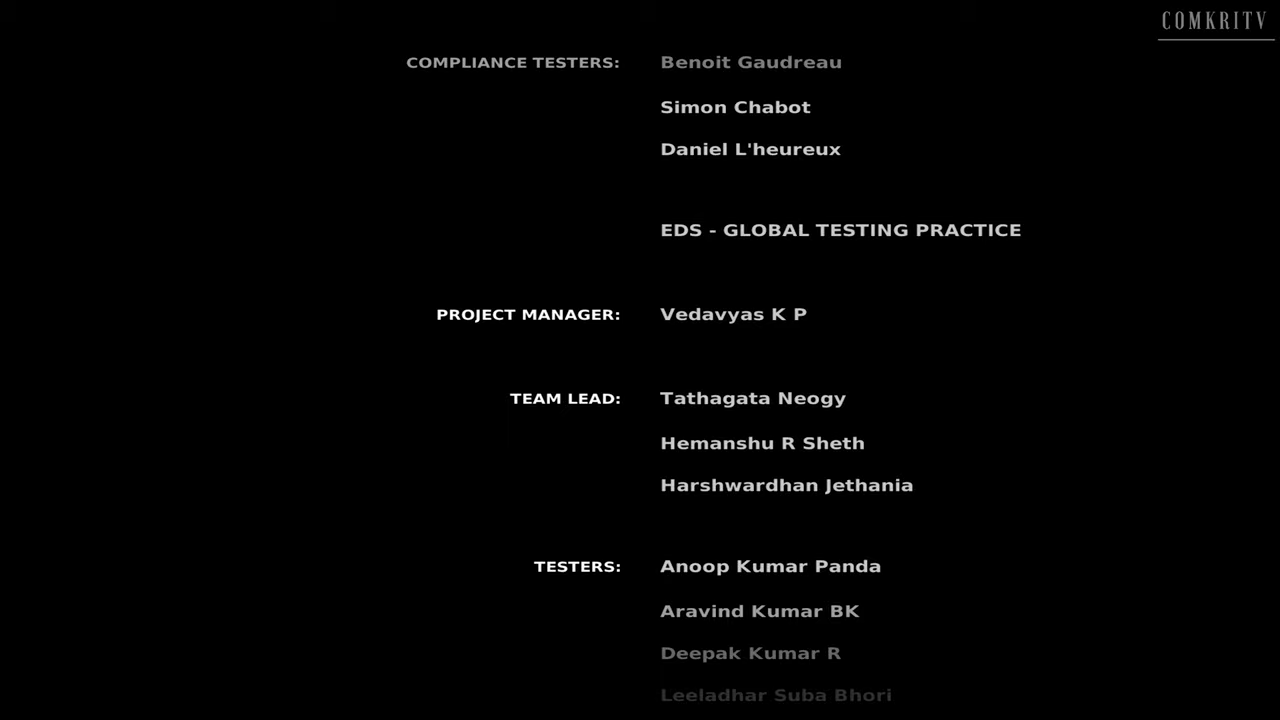 COMKRITV
COMPLIANCE TESTERS: Benoit Gaudreau
Simon Chabot
Daniel L'heureux
EDS - GLOBAL TESTING PRACTICE
PROJECT MANAGER: Vedavyas K P
TEAM LEAD: Tathagata Neogy
Hemanshu R Sheth
Harshwardhan Jethania
TESTERS: Anoop Kumar Panda
Aravind Kumar BK
Deepak Kumar R
Leeladhar Suba Bhori